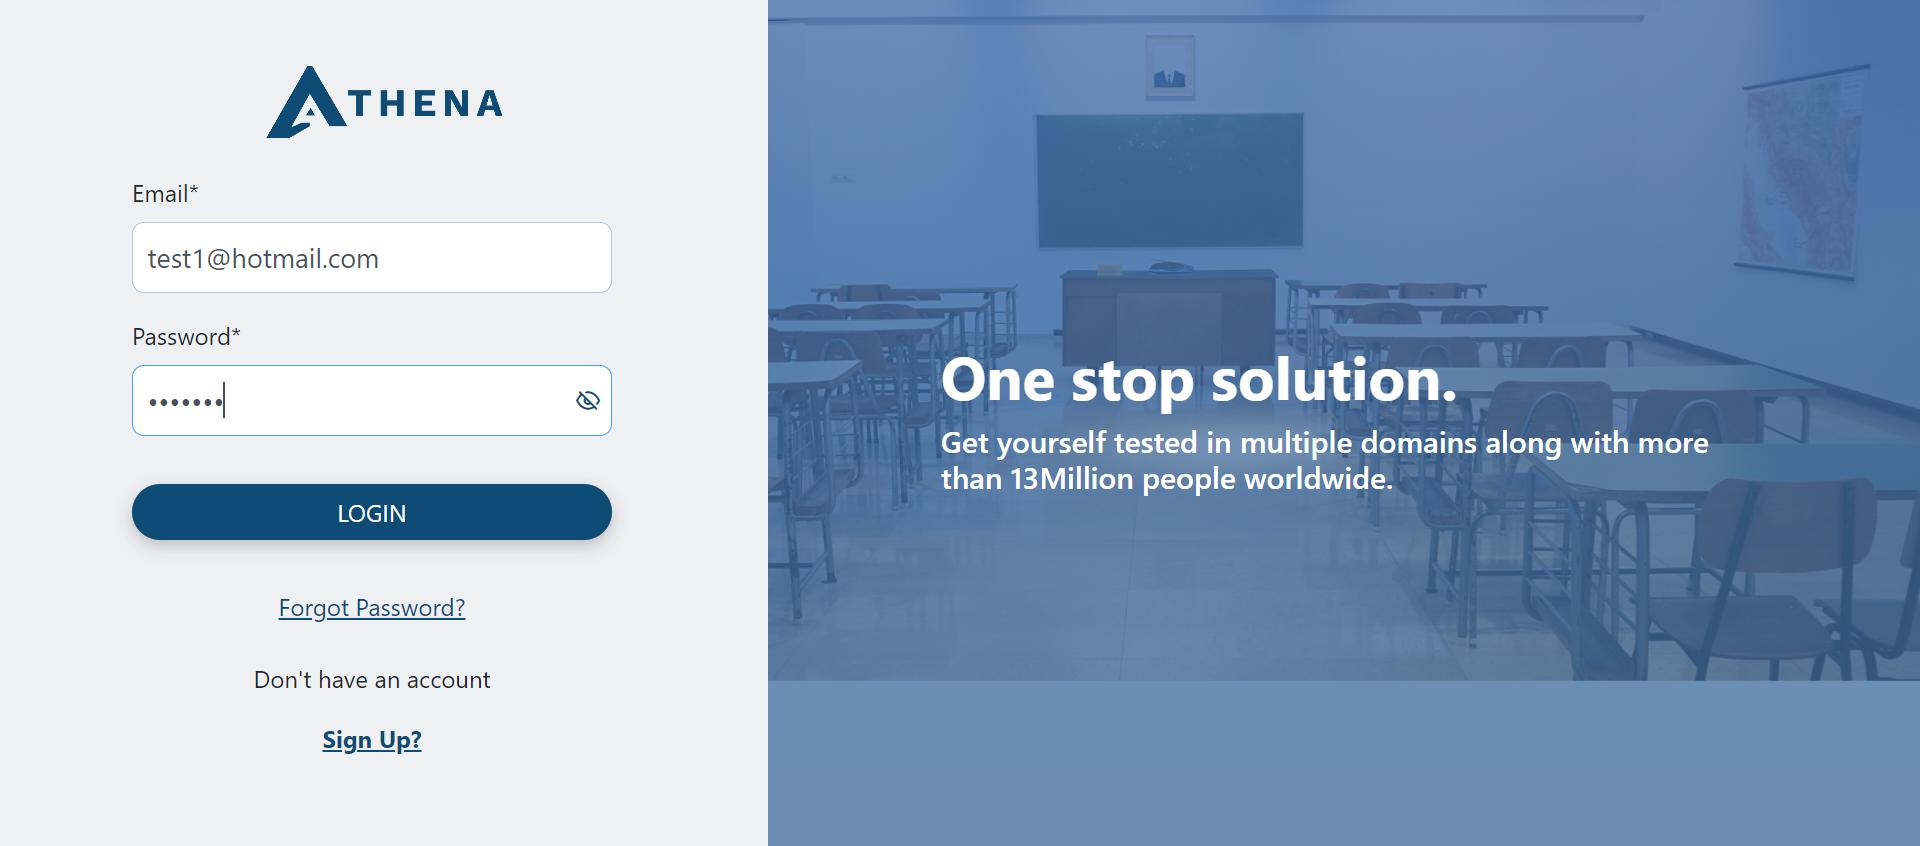 ATHENA
Email*
test1@hotmail.com
Password*
•••••••
LOGIN
Forgot Password?
Don't have an account
Sign Up?
One stop solution.
Get yourself tested in multiple domains along with more
than 13Million people worldwide.